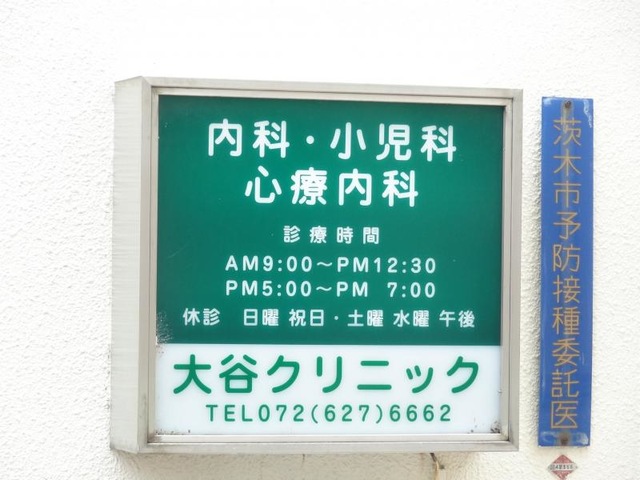 内科・小児科
心療内科
診療時間
AM9:00～PM12:30
PM5:00～PM 7:00
休診 日曜 祝日・土曜 水曜 午後
大谷クリニック
TEL072(627)6662
茨木市予防接種委託医